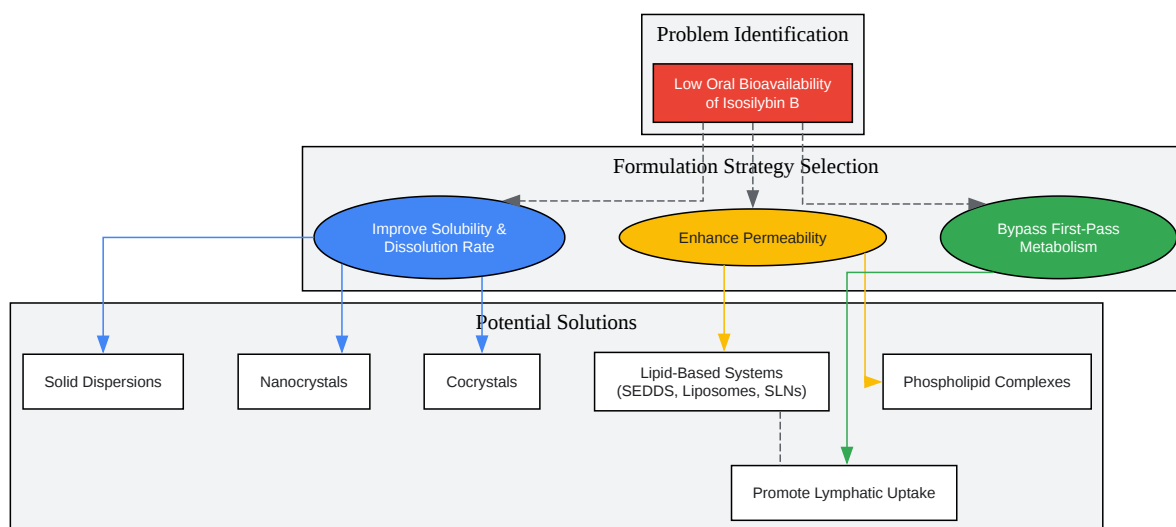 Problem Identification
Low Oral Bioavailability
of Isosilybin B
Formulation Strategy Selection
Improve Solubility &
Dissolution Rate
Enhance Permeability
Bypass First-Pass
Metabolism
Potential Solutions
Solid Dispersions
Nanocrystals
Cocrystals
Lipid-Based Systems
(SEDDS, Liposomes, SLNs)
Phospholipid Complexes
Promote Lymphatic Uptake